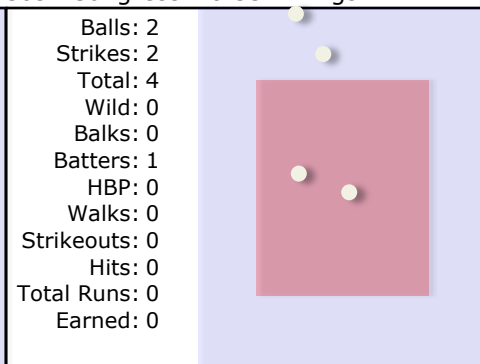 Balls: 2
Strikes: 2
Total: 4
Wild: 0
Balks: 0
Batters: 1
HBP: 0
Walks: 0
Strikeouts: 0
Hits: 0
Total Runs: 0
Earned: 0